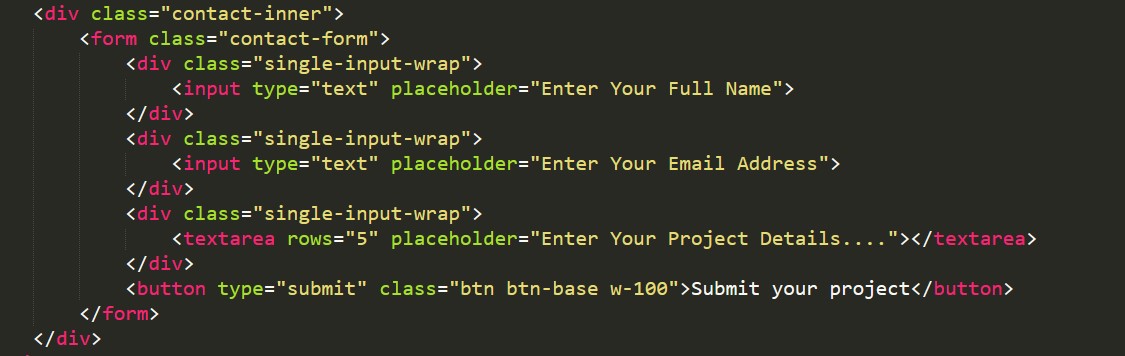 <div class="contact-inner">
    <form class="contact-form">
        <div class="single-input-wrap">
            <input type="text" placeholder="Enter Your Full Name">
        </div>
        <div class="single-input-wrap">
            <input type="text" placeholder="Enter Your Email Address">
        </div>
        <div class="single-input-wrap">
            <textarea rows="5" placeholder="Enter Your Project Details...."></textarea>
        </div>
        <button type="submit" class="btn btn-base w-100">Submit your project</button>
    </form>
</div>